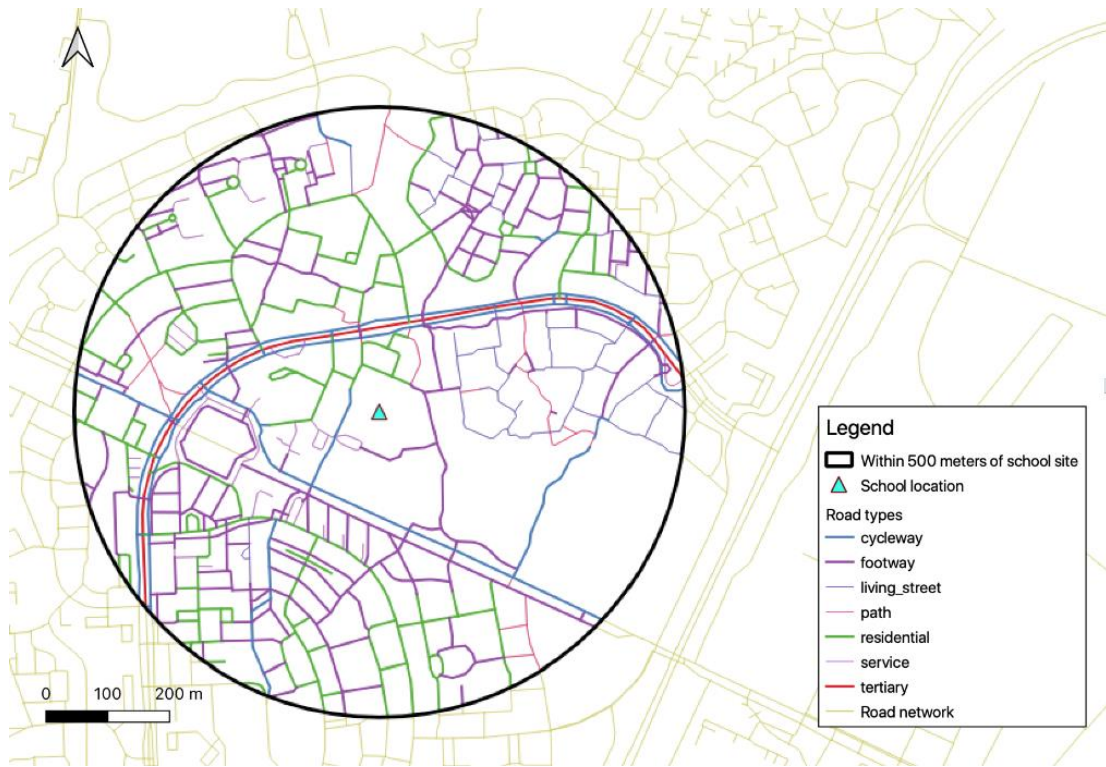 Legend
Within 500 meters of school site
School location
Road types
cycleway
footway
living_street
path
residential
service
tertiary
Road network
0 100 200 m